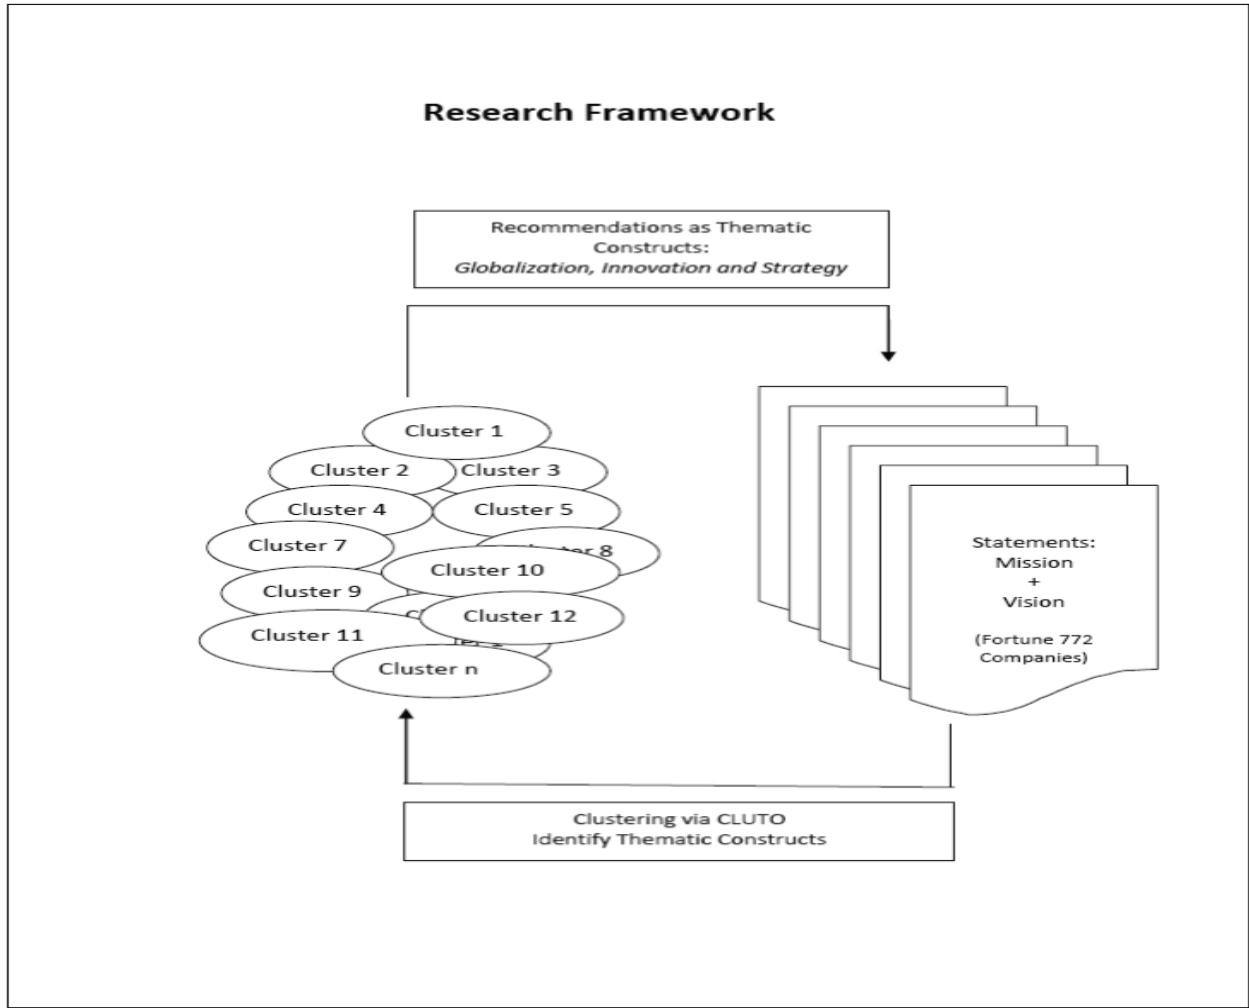 Research Framework
Recommendations as Thematic
Constructs:
Globalization, Innovation and Strategy
Cluster 1
Cluster 2
Cluster 3
Cluster 4
Cluster 5
Cluster 7
8
Cluster 10
Cluster 9
Cluster 12
Cluster 11
Cluster n
Statements:
Mission
+
Vision
(Fortune 772
Companies)
Clustering via CLUTO
Identify Thematic Constructs